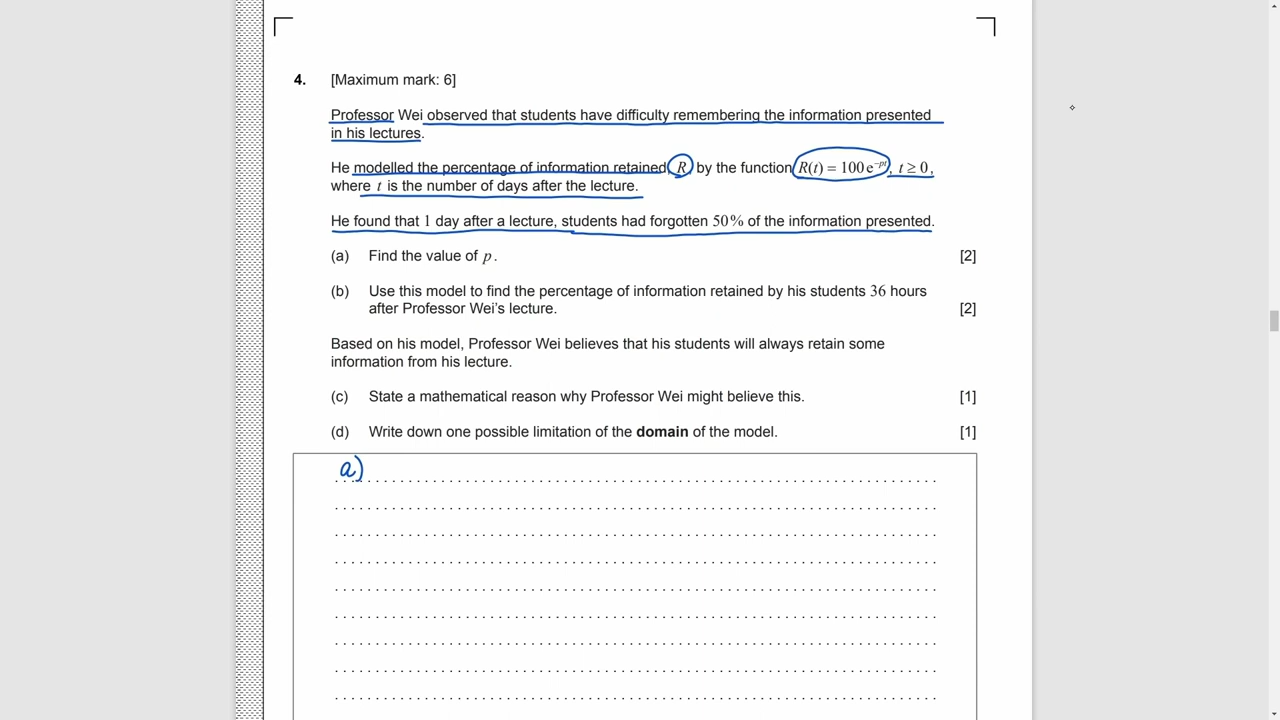 4. [Maximum mark: 6]
Professor Wei observed that students have difficulty remembering the information presented
in his lectures.
He modelled the percentage of information retained, R, by the function R(t) = 100e^{−pt}, t ≥ 0,
where t is the number of days after the lecture.
He found that 1 day after a lecture, students had forgotten 50% of the information presented.
(a) Find the value of p. [2]
(b) Use this model to find the percentage of information retained by his students 36 hours
after Professor Wei's lecture. [2]
Based on his model, Professor Wei believes that his students will always retain some
information from his lecture.
(c) State a mathematical reason why Professor Wei might believe this. [1]
(d) Write down one possible limitation of the domain of the model. [1]
a)